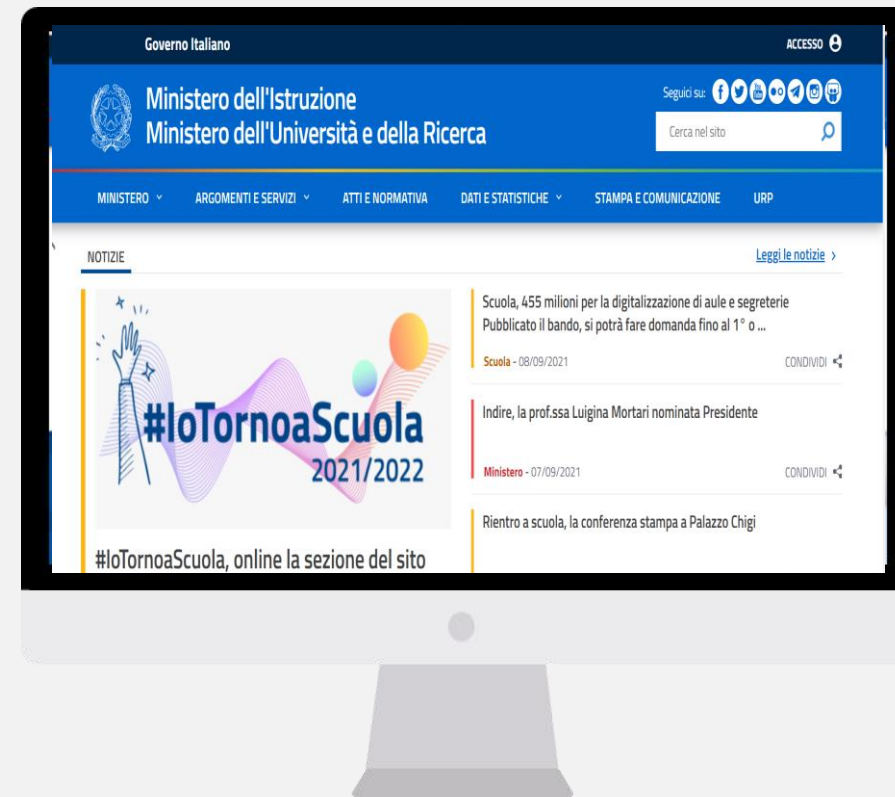 Governo Italiano
ACCESSO
Ministero dell'Istruzione
Ministero dell'Università e della Ricerca
Seguici su:
Cerca nel sito
MINISTERO
ARGOMENTI E SERVIZI
ATTI E NORMATIVA
DATI E STATISTICHE
STAMPA E COMUNICAZIONE
URP
NOTIZIE
Leggi le notizie
#IoTornoaScuola
2021/2022
#IoTornoaScuola, online la sezione del sito
Scuola, 455 milioni per la digitalizzazione di aule e segreterie
Pubblicato il bando, si potrà fare domanda fino al 1° o ...
Scuola - 08/09/2021
CONDIVIDI
Indire, la prof.ssa Luigina Mortari nominata Presidente
Ministero - 07/09/2021
CONDIVIDI
Rientro a scuola, la conferenza stampa a Palazzo Chigi